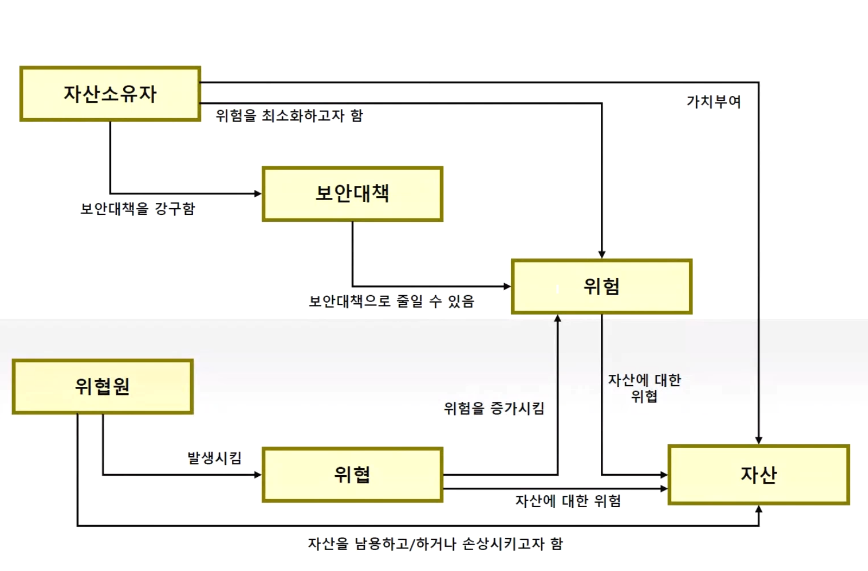 자산소유자
가치부여
위험을 최소화하고자 함
보안대책
보안대책을 강구함
위험
보안대책으로 줄일 수 있음
위협원
자산에 대한
위협
위험을 증가시킴
발생시킴
위협
자산
자산에 대한 위험
자산을 남용하고/하거나 손상시키고자 함